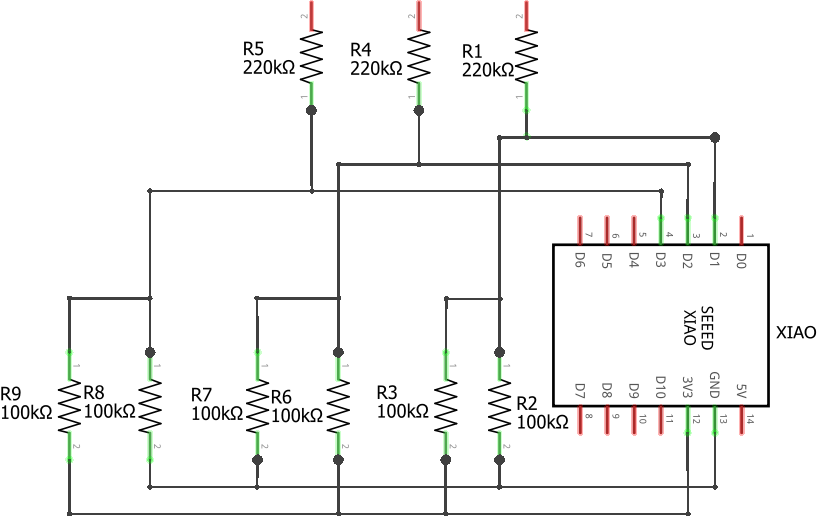 2
2
2
R5
220kΩ
R4
220kΩ
R1
220kΩ
1
1
1
7
6
5
4
3
2
1
D6
D5
D4
D3
D2
D1
D0
SEEED
XIAO
XIAO
D7
D8
D9
D10
3V3
GND
5V
8
9
10
11
12
13
14
1
1
1
1
1
1
R9
100kΩ
R8
100kΩ
R7
100kΩ
R6
100kΩ
R3
100kΩ
R2
100kΩ
2
2
2
2
2
2